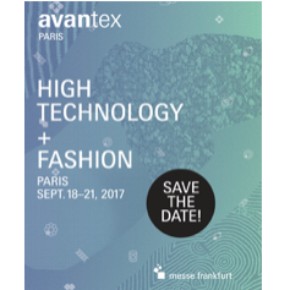 avantex
PARIS
HIGH
TECHNOLOGY
+
FASHION
PARIS
SEPT. 18–21, 2017
SAVE
THE
DATE!
messe frankfurt